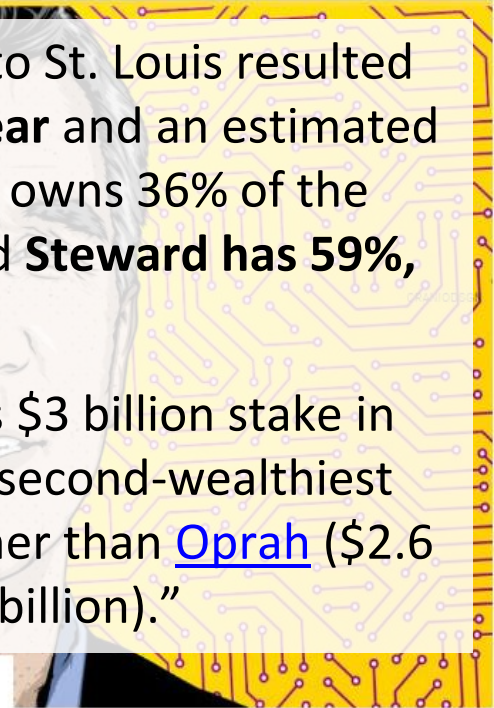 to St. Louis resulted
ear and an estimated
owns 36% of the
d Steward has 59%,
s $3 billion stake in
second-wealthiest
her than Oprah ($2.6
billion).”